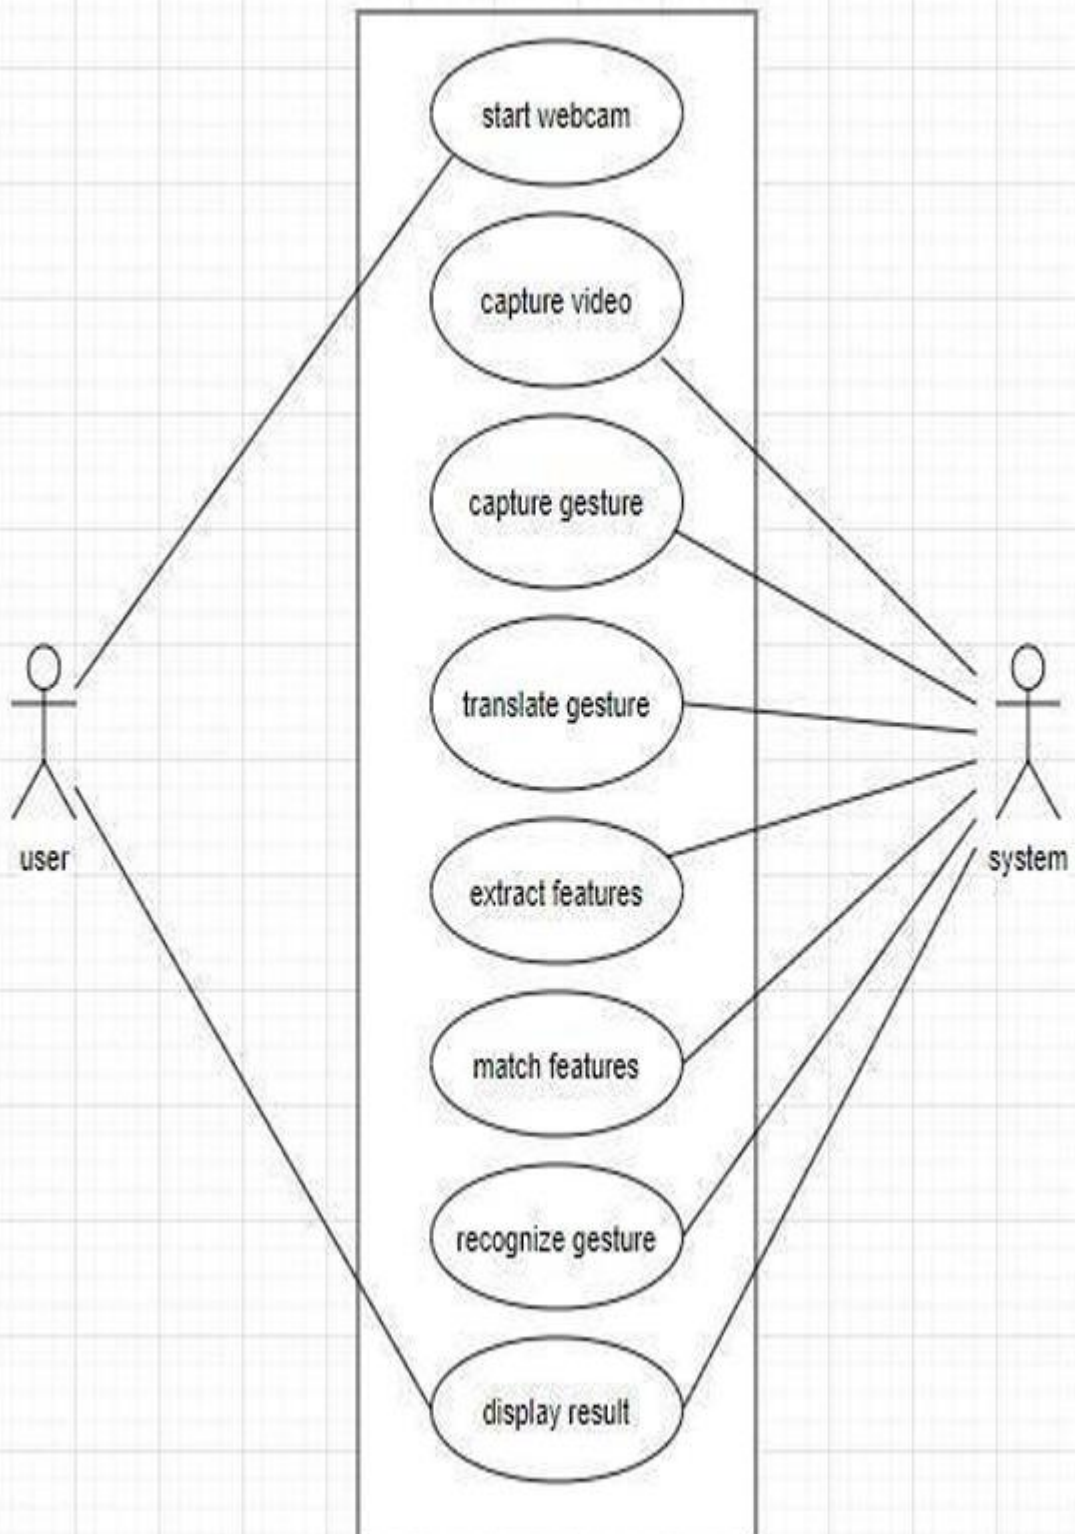 start webcam
capture video
capture gesture
translate gesture
user
system
extract features
match features
recognize gesture
display result